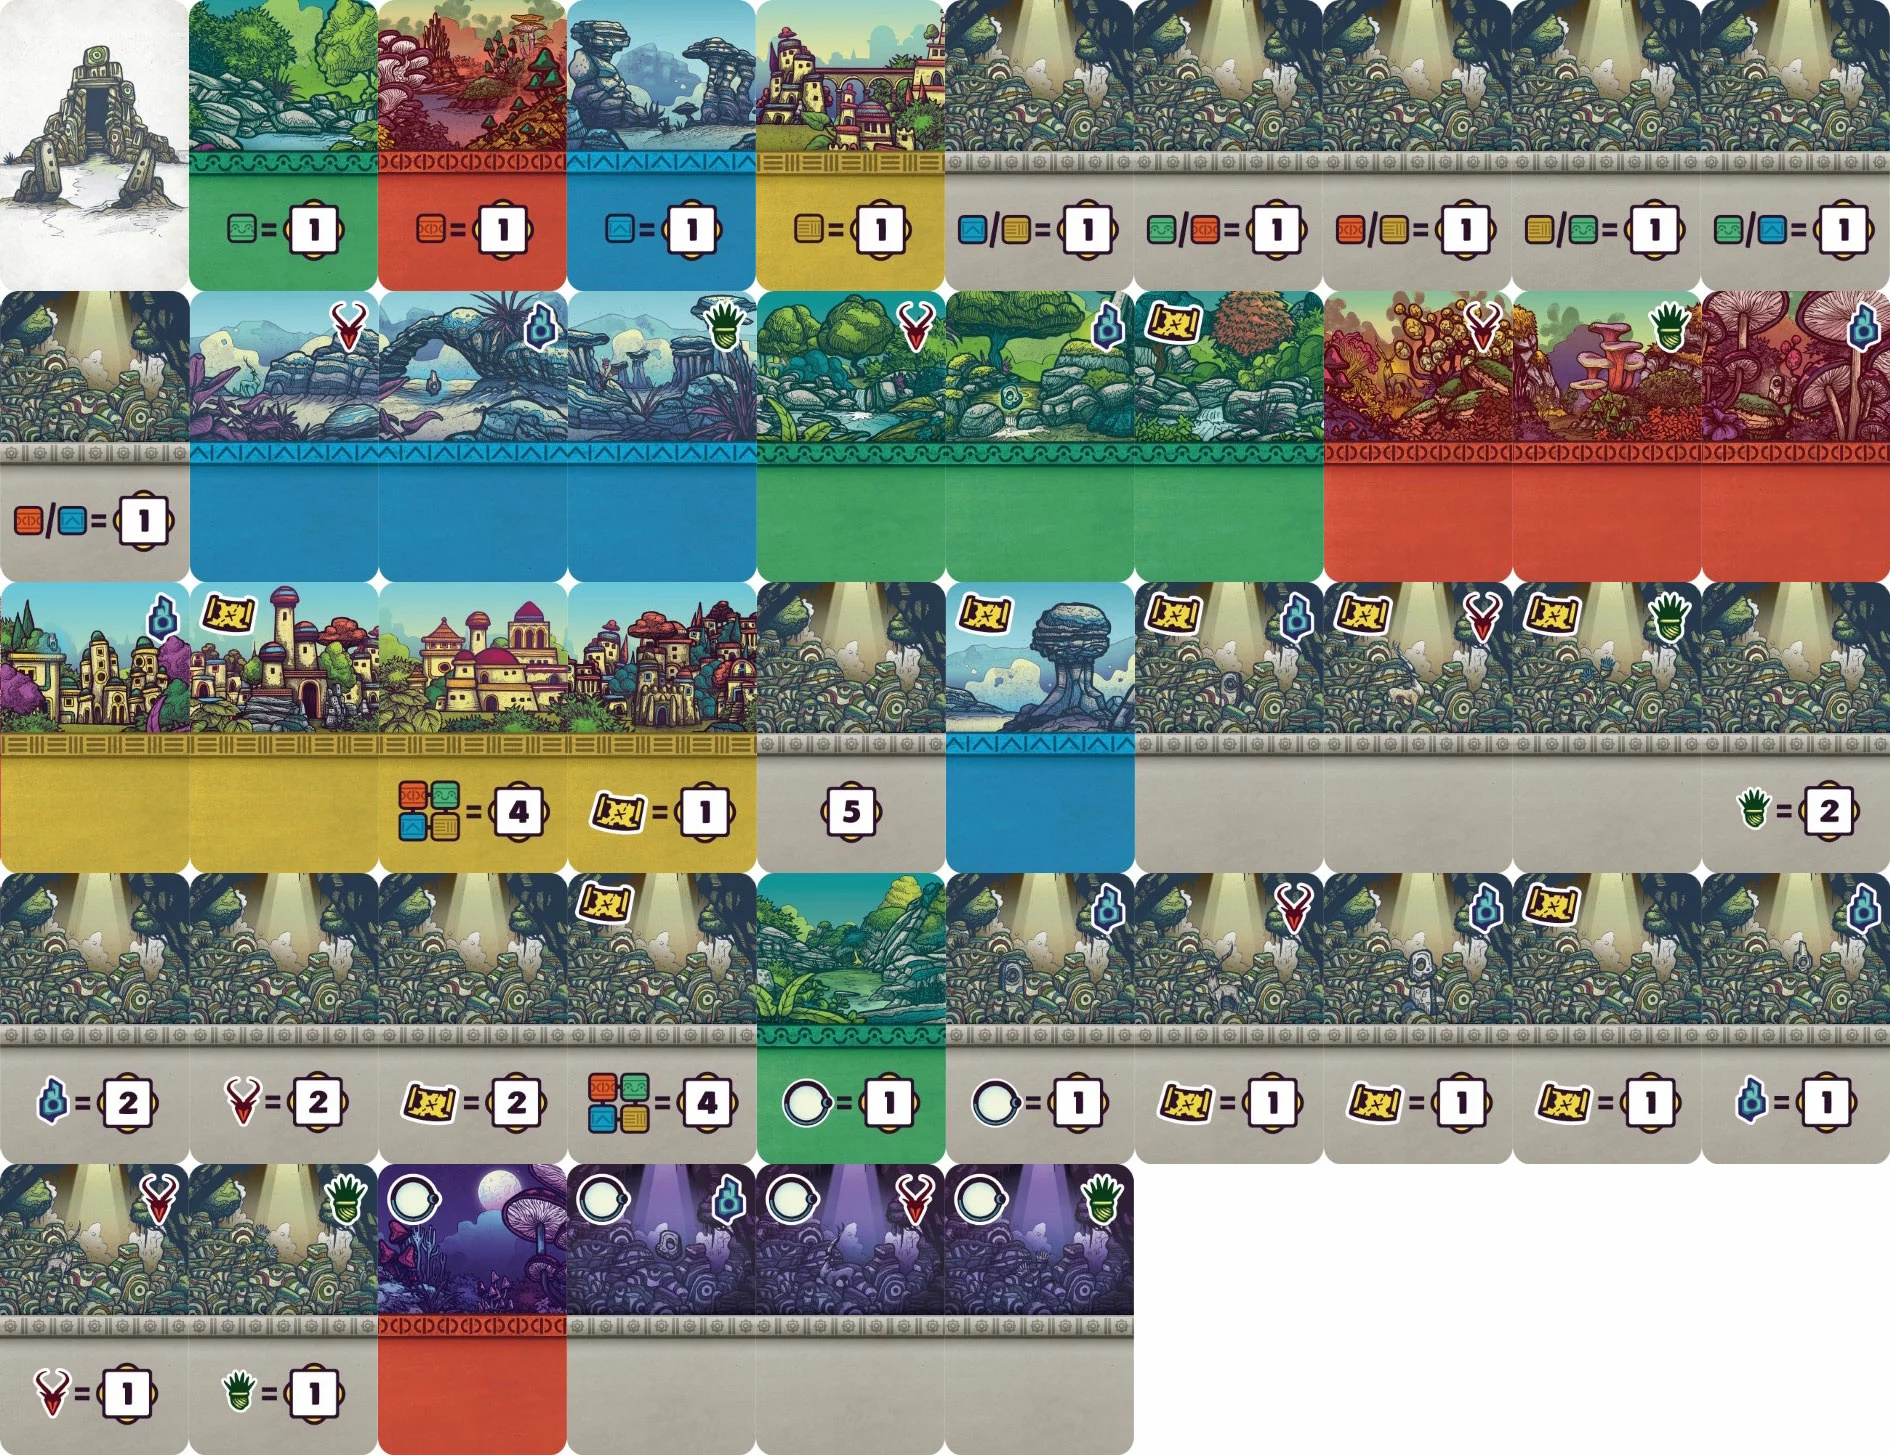 = 1 = 1 = 1 = 1 / = 1 / = 1 / = 1 / = 1 / = 1
/ = 1
= 4 = 1 5 = 2
= 2 = 2 = 2 = 4 = 1 = 1 = 1 = 1 = 1 = 1
= 1 = 1